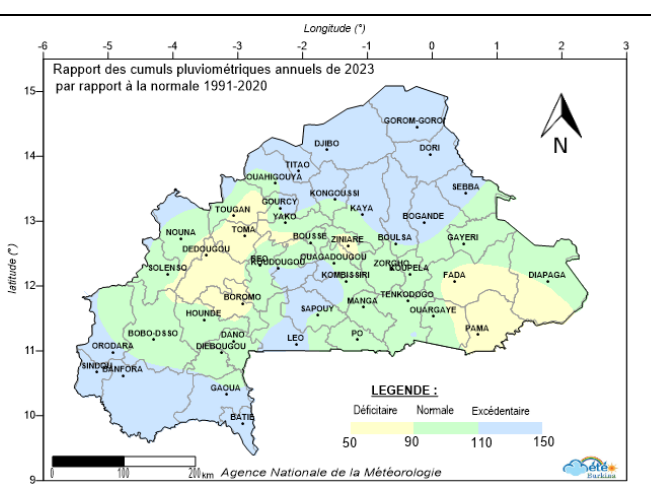 Longitude (°)
-6 -5 -4 -3 -2 -1 0 1 2 3
Rapport des cumuls pluviométriques annuels de 2023
par rapport à la normale 1991-2020
15
14
13
12
11
10
9
latitude (°)
N
GOROM-GOROM
DJIBO
DORI
TITAO
OUAHIGOUYA
SEBBA
KONGOUSSI
GOURCY
TOUGAN
KAYA
YAKO
BOGANDE
NOUNA
TOMA
BOUSSE
ZINIARE
BOULSA
GAYERI
DEDOUGOU
REO
KOUDOUGOU
OUAGADOUGOU
ZORGHO
KOUPELA
SOLENSO
KOMBISSIRI
FADA
DIAPAGA
BOROMO
MANGA
TENKODOGO
HOUNDE
SAPOUY
OUARGAYE
BOBO-DSSO
DANO
LEO
PO
PAMA
ORODARA
DIEBOUGOU
SINDOU
BANFORA
GAOUA
BATIE
LEGENDE :
Déficitaire Normale Excédentaire
50 90 110 150
0 100 200 km
Agence Nationale de la Météorologie
Météo
Burkina